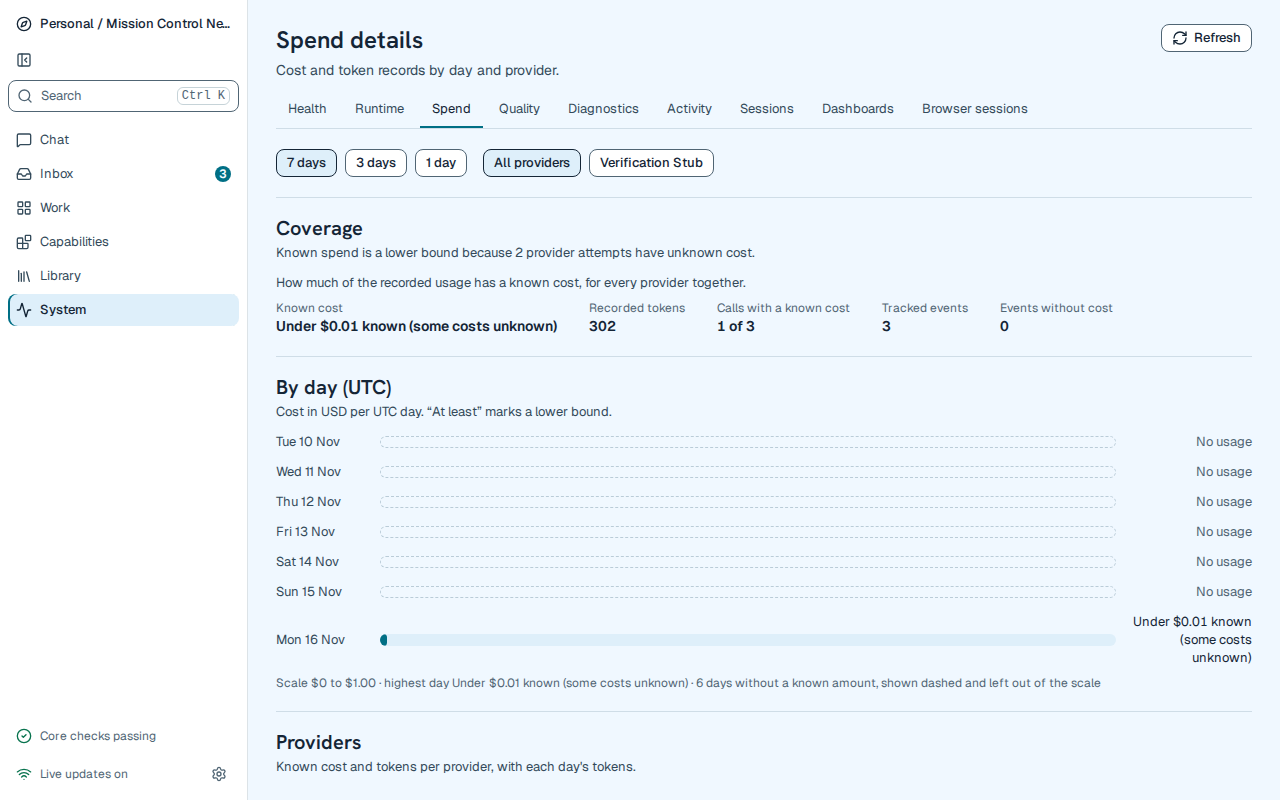 Personal / Mission Control Ne…
Search
Ctrl K
Chat
Inbox
3
Work
Capabilities
Library
System
Core checks passing
Live updates on
Spend details
Refresh
Cost and token records by day and provider.
Health
Runtime
Spend
Quality
Diagnostics
Activity
Sessions
Dashboards
Browser sessions
7 days
3 days
1 day
All providers
Verification Stub
Coverage
Known spend is a lower bound because 2 provider attempts have unknown cost.
How much of the recorded usage has a known cost, for every provider together.
Known cost
Under $0.01 known (some costs unknown)
Recorded tokens
302
Calls with a known cost
1 of 3
Tracked events
3
Events without cost
0
By day (UTC)
Cost in USD per UTC day. “At least” marks a lower bound.
Tue 10 Nov
No usage
Wed 11 Nov
No usage
Thu 12 Nov
No usage
Fri 13 Nov
No usage
Sat 14 Nov
No usage
Sun 15 Nov
No usage
Mon 16 Nov
Under $0.01 known
(some costs
unknown)
Scale $0 to $1.00 · highest day Under $0.01 known (some costs unknown) · 6 days without a known amount, shown dashed and left out of the scale
Providers
Known cost and tokens per provider, with each day's tokens.